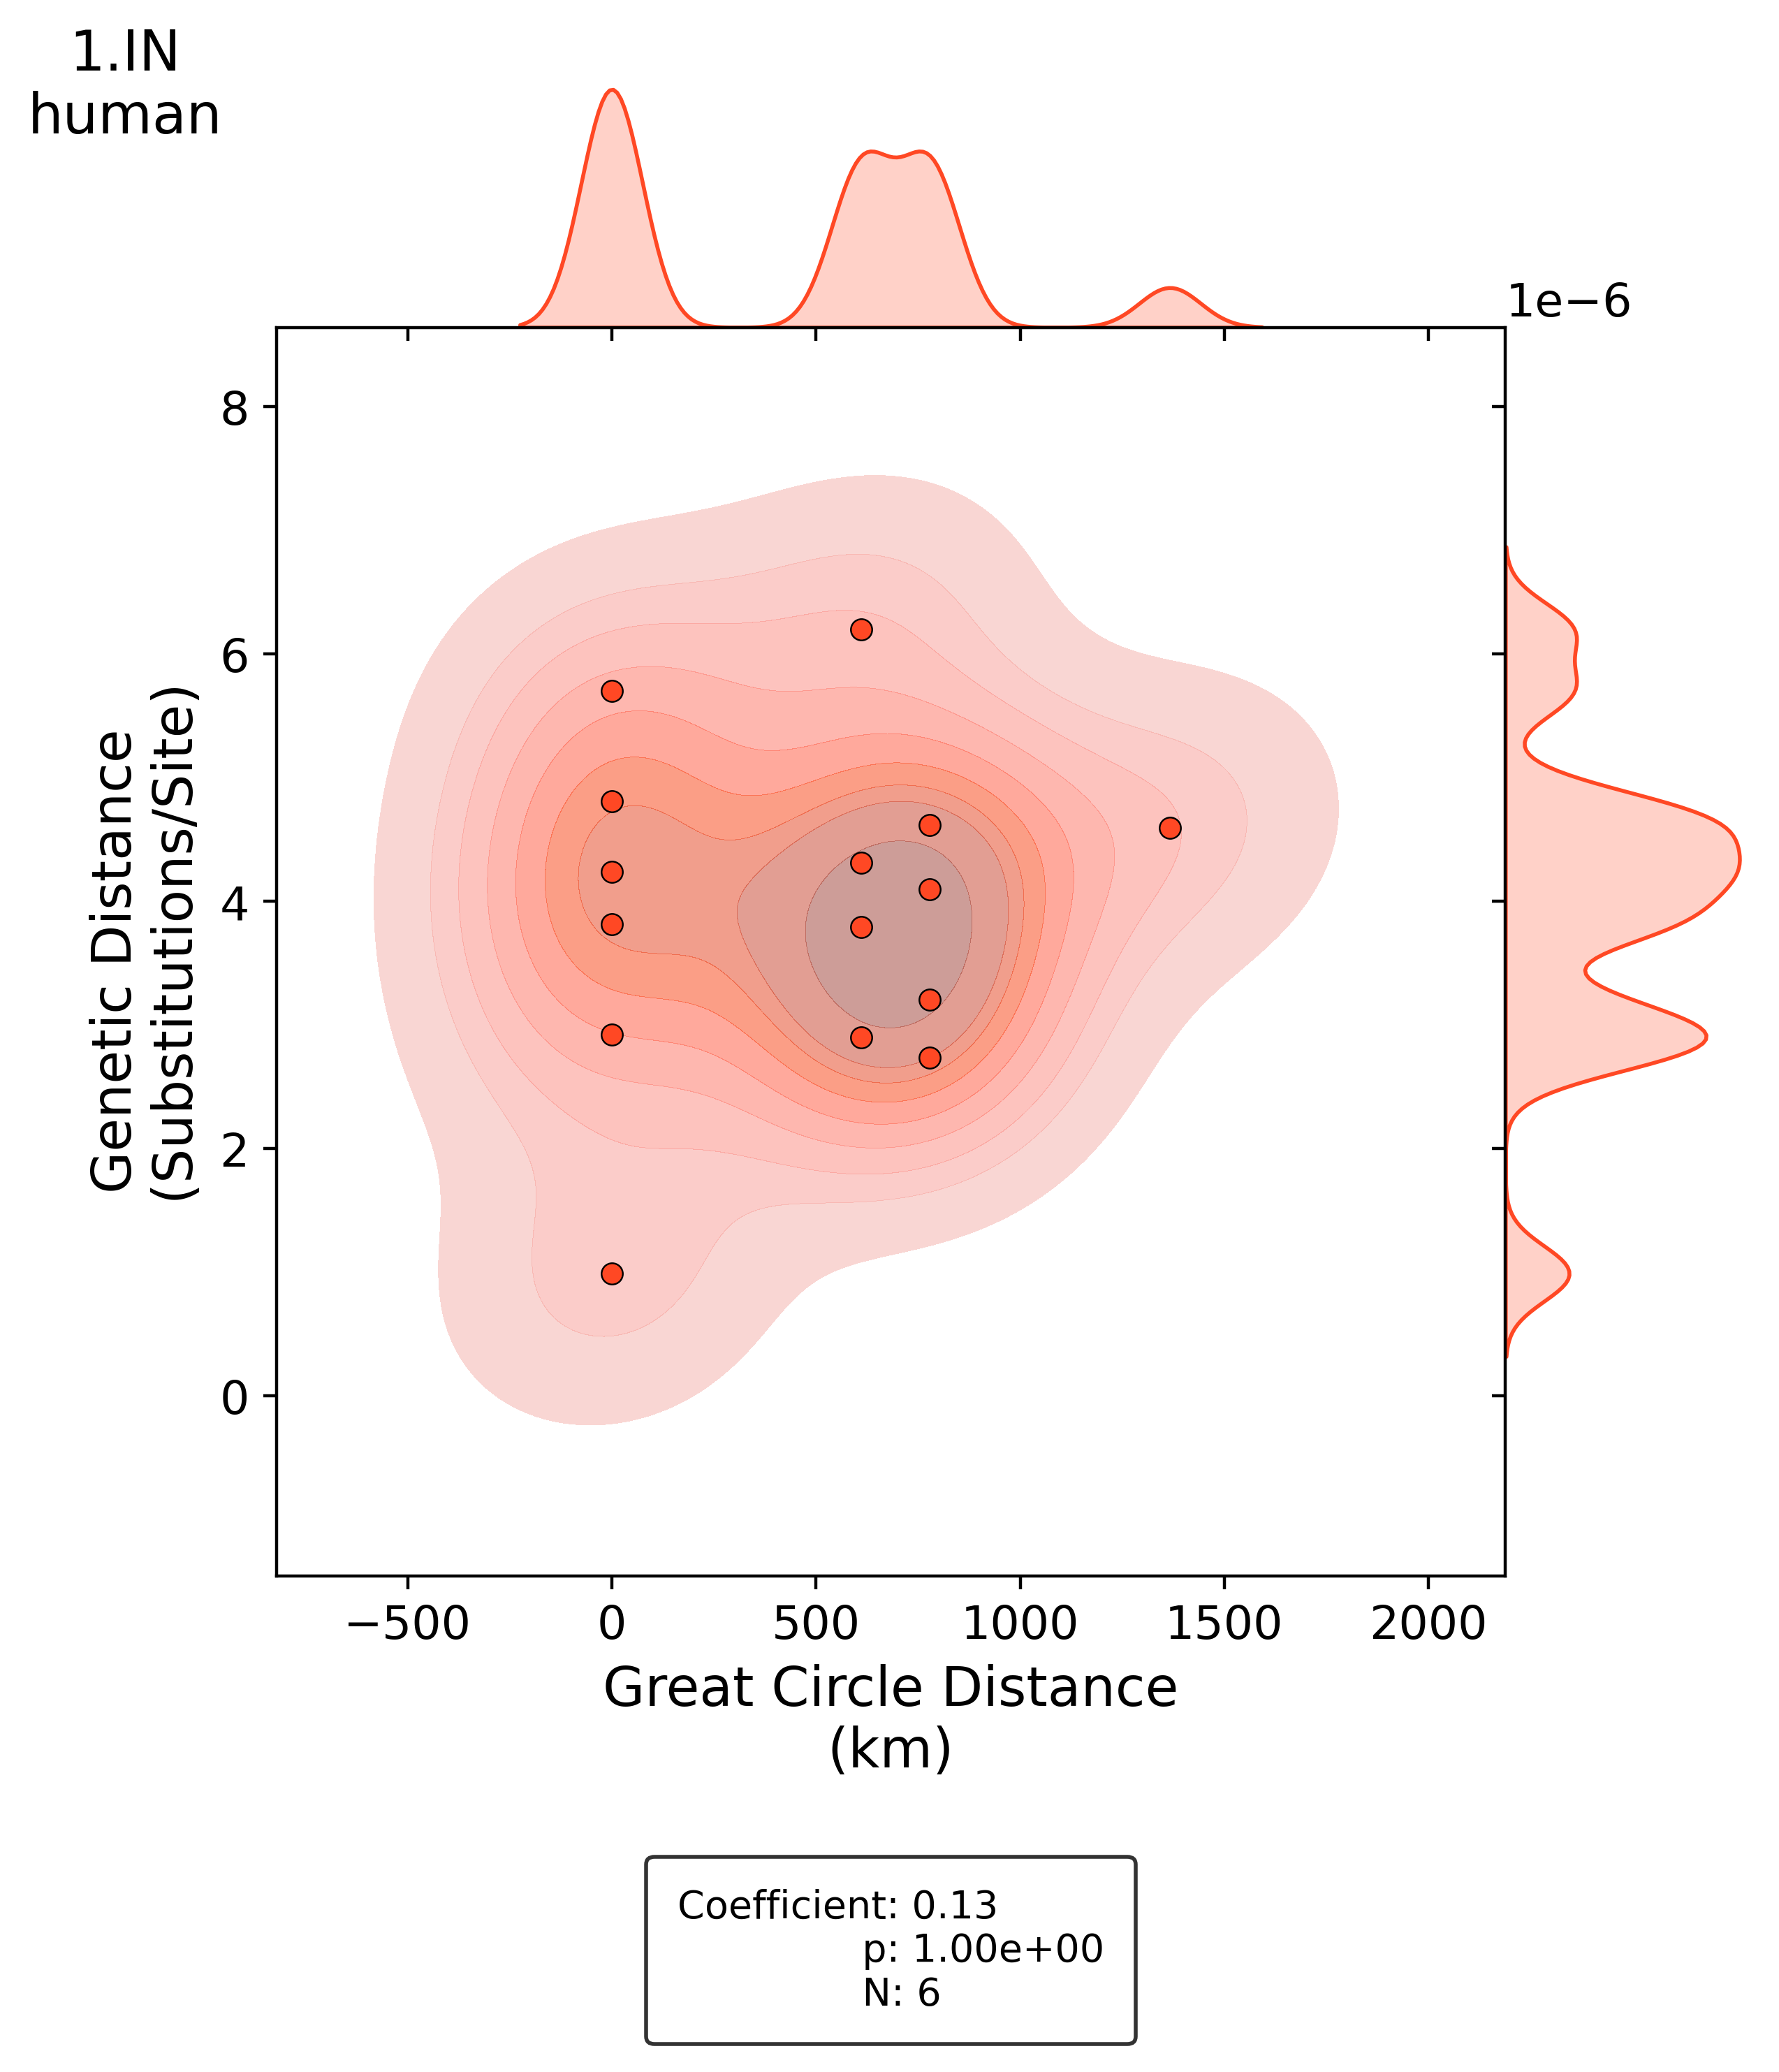 1.IN
human
1e−6
8
6
4
2
0
Genetic Distance
(Substitutions/Site)
−500 0 500 1000 1500 2000
Great Circle Distance
(km)
Coefficient: 0.13
p: 1.00e+00
N: 6